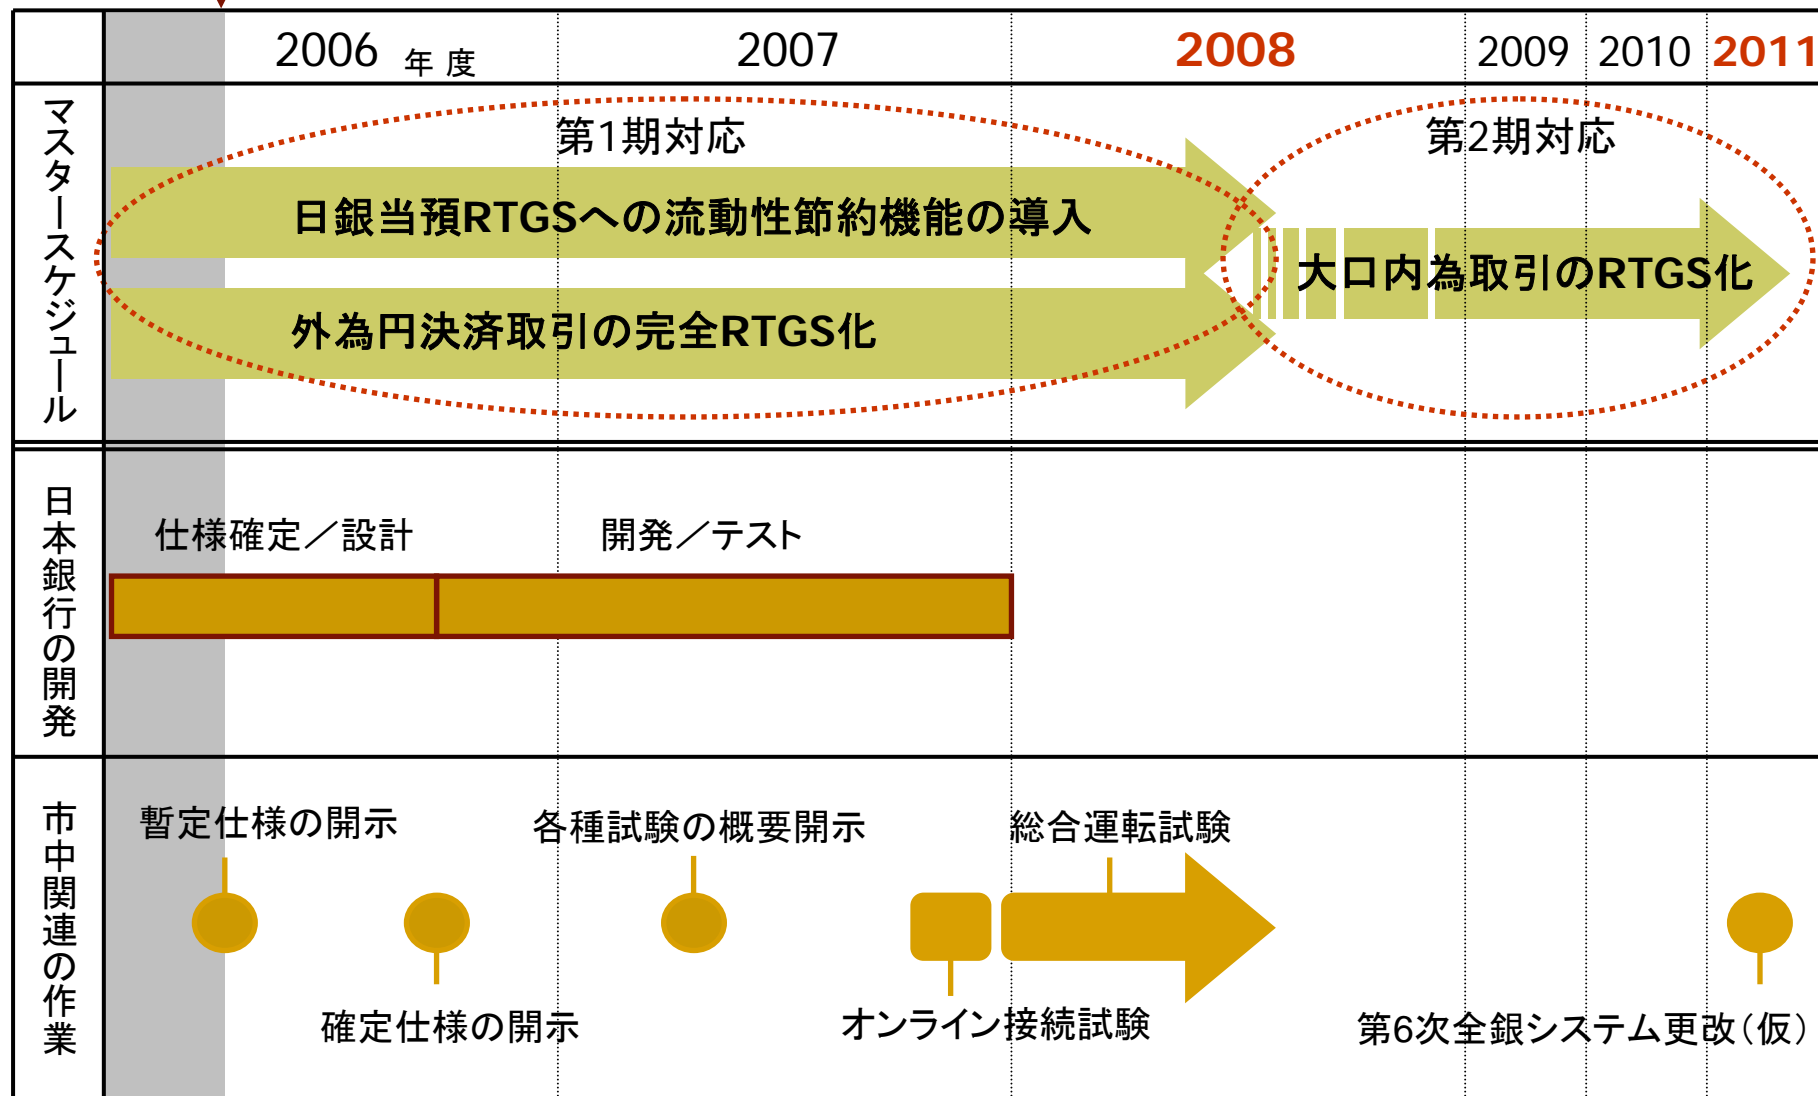 2006 年度 2007 2008 2009 2010 2011
マスタースケジュール
第1期対応
第2期対応
日銀当預RTGSへの流動性節約機能の導入
大口内為取引のRTGS化
外為円決済取引の完全RTGS化
日本銀行の開発
仕様確定／設計
開発／テスト
市中関連の作業
暫定仕様の開示
各種試験の概要開示
総合運転試験
確定仕様の開示
オンライン接続試験
第6次全銀システム更改(仮)